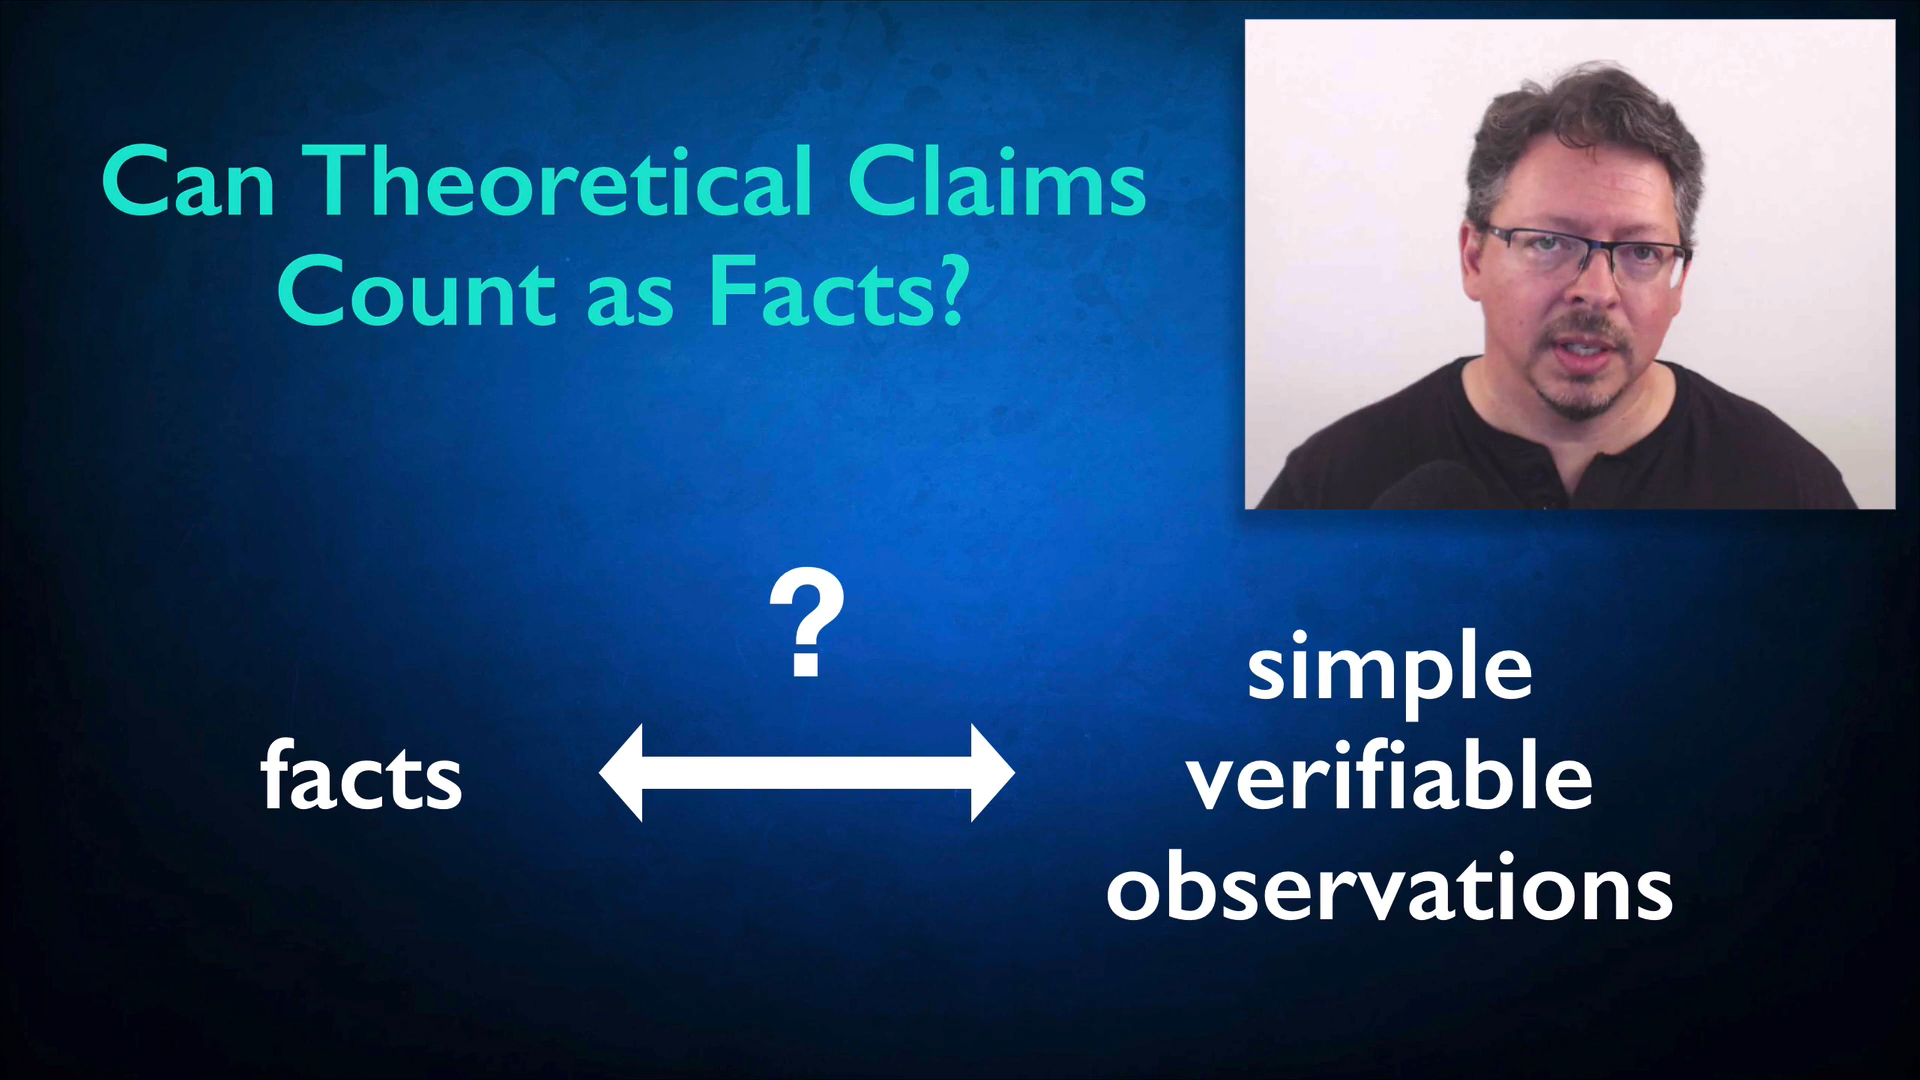 Can Theoretical Claims
Count as Facts?
?
facts
simple
verifiable
observations